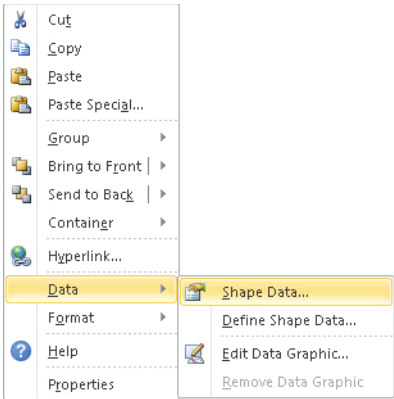 Cut
Copy
Paste
Paste Special...
Group
Bring to Front
Send to Back
Container
Hyperlink...
Data
Shape Data...
Format
Define Shape Data...
Help
Edit Data Graphic...
Properties
Remove Data Graphic